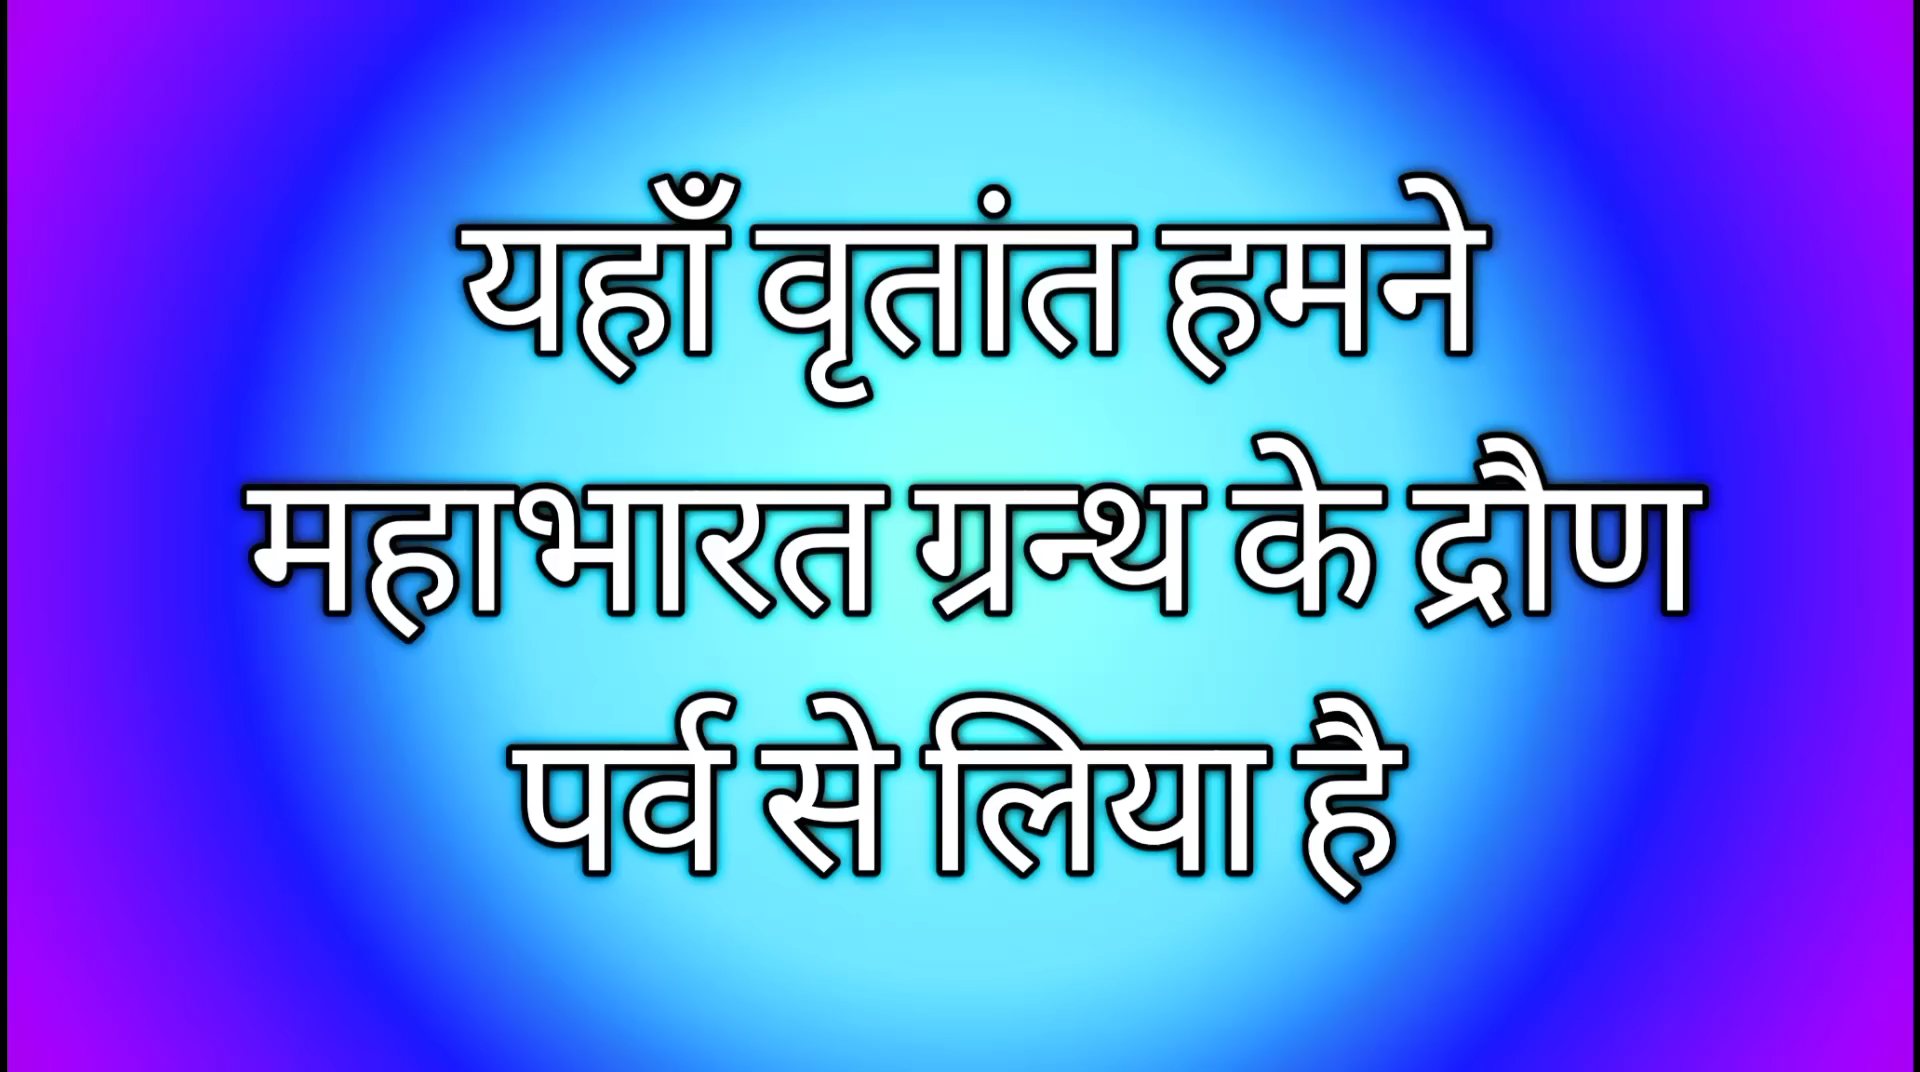 यहाँ वृतांत हमने
महाभारत ग्रन्थ के द्रौण
पर्व से लिया है